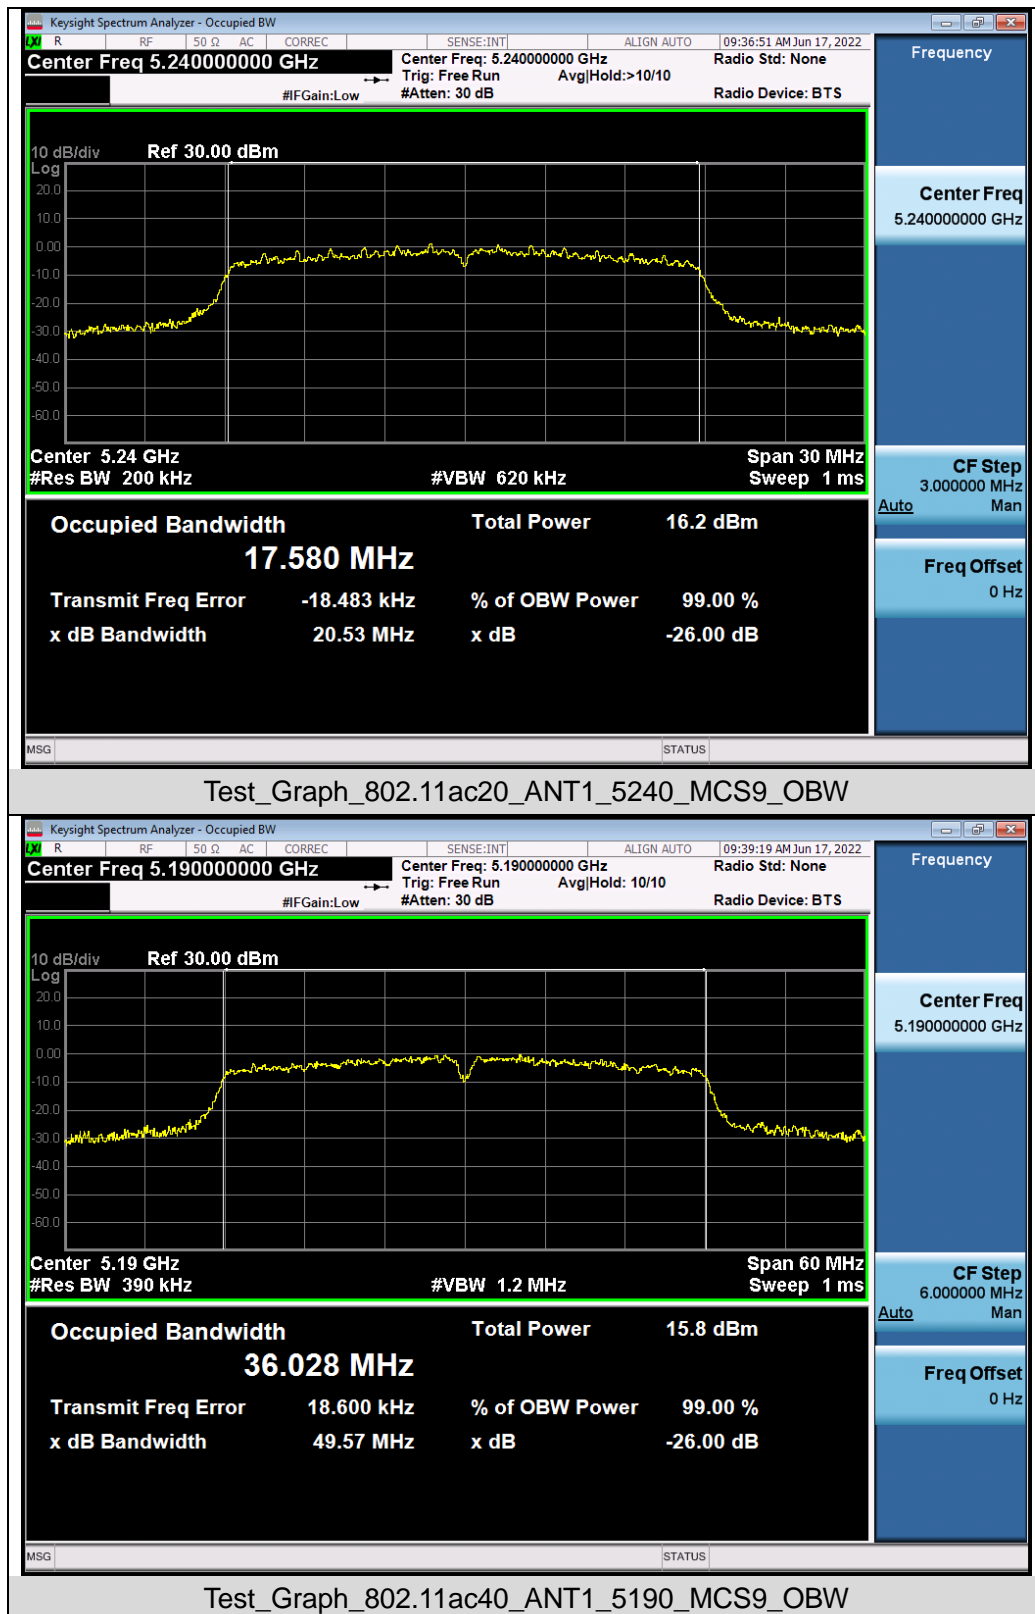 Keysight Spectrum Analyzer - Occupied BW
LXI R RF 50 Ω AC CORREC SENSE:INT ALIGN AUTO 09:36:51 AM Jun 17, 2022
Center Freq 5.240000000 GHz
#IFGain:Low
Center Freq: 5.240000000 GHz
Trig: Free Run Avg|Hold:>10/10
#Atten: 30 dB
Radio Std: None
Radio Device: BTS
Frequency
10 dB/div Ref 30.00 dBm
Log
20.0
10.0
0.00
-10.0
-20.0
-30.0
-40.0
-50.0
-60.0
Center 5.24 GHz Span 30 MHz
#Res BW 200 kHz #VBW 620 kHz Sweep 1 ms
Center Freq
5.240000000 GHz
CF Step
3.000000 MHz
Auto Man
Freq Offset
0 Hz
Occupied Bandwidth Total Power 16.2 dBm
17.580 MHz
Transmit Freq Error -18.483 kHz % of OBW Power 99.00 %
x dB Bandwidth 20.53 MHz x dB -26.00 dB
MSG STATUS
Test_Graph_802.11ac20_ANT1_5240_MCS9_OBW
Keysight Spectrum Analyzer - Occupied BW
LXI R RF 50 Ω AC CORREC SENSE:INT ALIGN AUTO 09:39:19 AM Jun 17, 2022
Center Freq 5.190000000 GHz
#IFGain:Low
Center Freq: 5.190000000 GHz
Trig: Free Run Avg|Hold: 10/10
#Atten: 30 dB
Radio Std: None
Radio Device: BTS
Frequency
10 dB/div Ref 30.00 dBm
Log
20.0
10.0
0.00
-10.0
-20.0
-30.0
-40.0
-50.0
-60.0
Center 5.19 GHz Span 60 MHz
#Res BW 390 kHz #VBW 1.2 MHz Sweep 1 ms
Center Freq
5.190000000 GHz
CF Step
6.000000 MHz
Auto Man
Freq Offset
0 Hz
Occupied Bandwidth Total Power 15.8 dBm
36.028 MHz
Transmit Freq Error 18.600 kHz % of OBW Power 99.00 %
x dB Bandwidth 49.57 MHz x dB -26.00 dB
MSG STATUS
Test_Graph_802.11ac40_ANT1_5190_MCS9_OBW